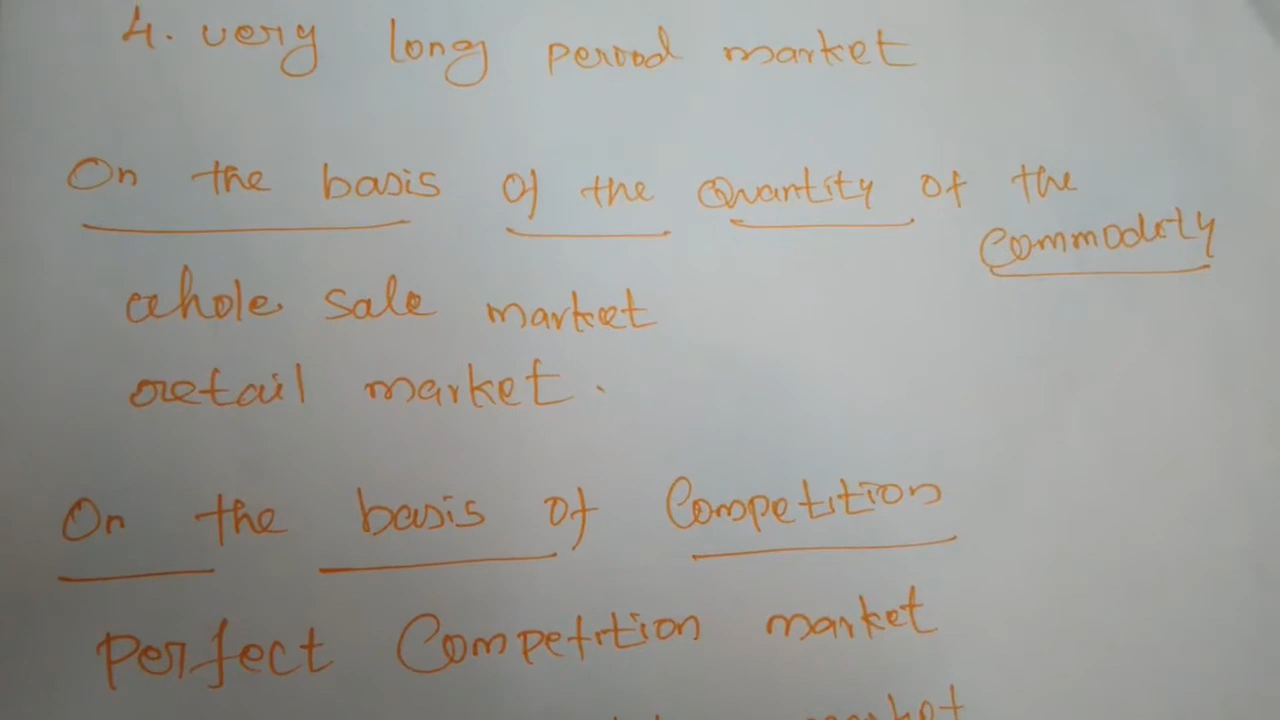 4. very long period market
On the basis of the Quantity of the
Commodity
whole sale market
retail market.
On the basis of Competition
Perfect Competition market
market